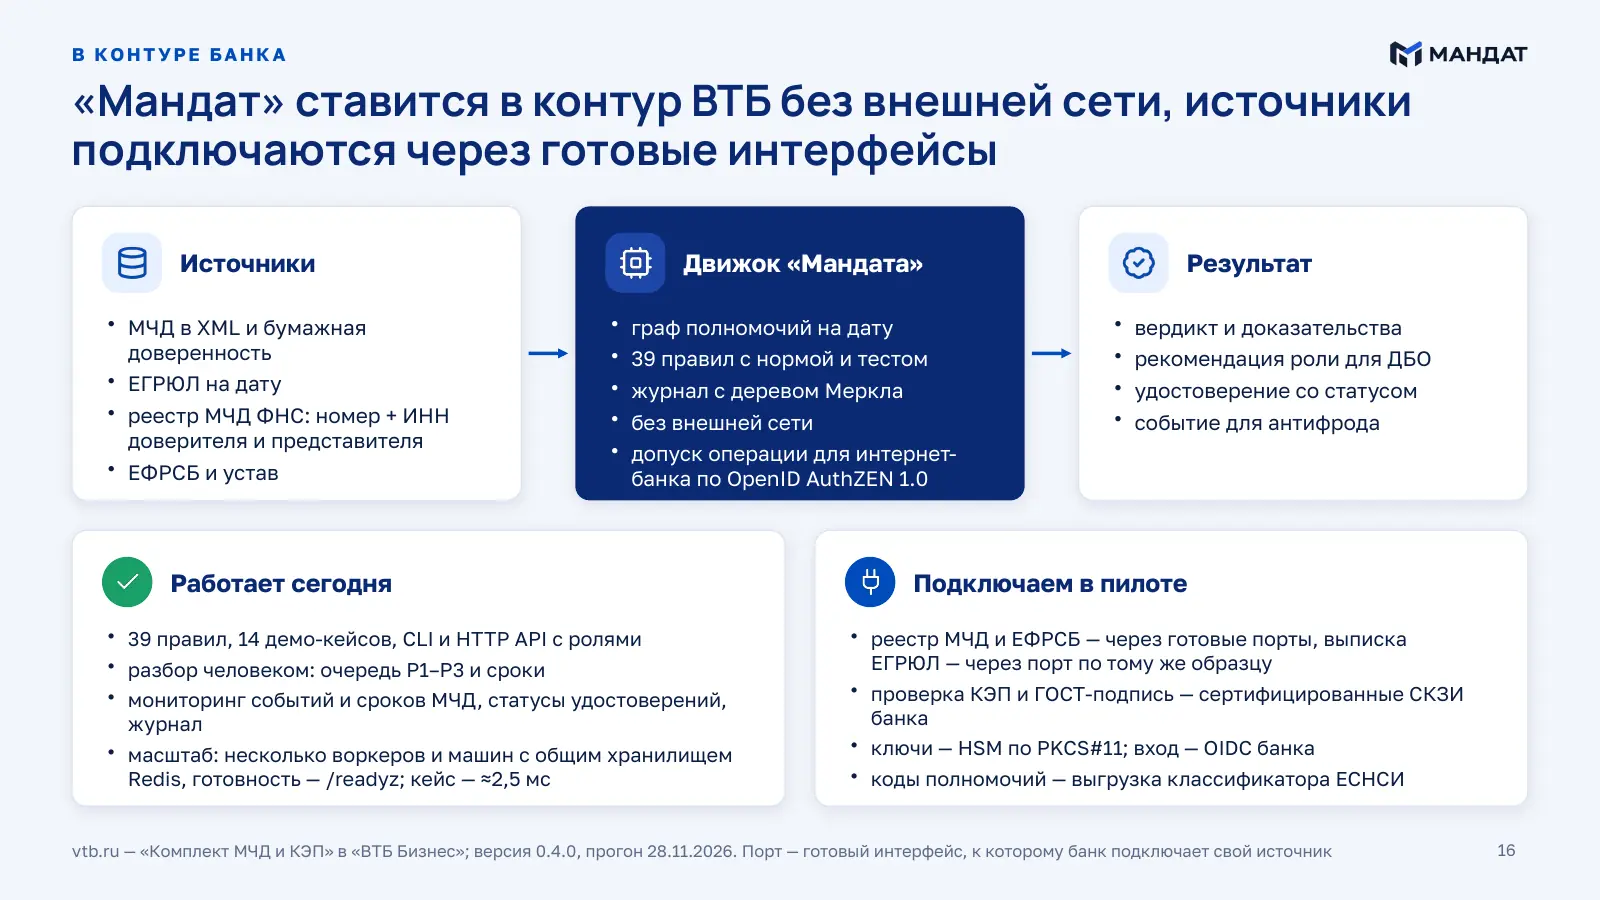 В КОНТУРЕ БАНКА
МАНДАТ
«Мандат» ставится в контур ВТБ без внешней сети, источники
подключаются через готовые интерфейсы
Источники
• МЧД в XML и бумажная
доверенность
• ЕГРЮЛ на дату
• реестр МЧД ФНС: номер + ИНН
доверителя и представителя
• ЕФРСБ и устав
Движок «Мандата»
• граф полномочий на дату
• 39 правил с нормой и тестом
• журнал с деревом Меркла
• без внешней сети
• допуск операции для интернет-
банка по OpenID AuthZEN 1.0
Результат
• вердикт и доказательства
• рекомендация роли для ДБО
• удостоверение со статусом
• событие для антифрода
Работает сегодня
• 39 правил, 14 демо-кейсов, CLI и HTTP API с ролями
• разбор человеком: очередь P1–P3 и сроки
• мониторинг событий и сроков МЧД, статусы удостоверений,
журнал
• масштаб: несколько воркеров и машин с общим хранилищем
Redis, готовность — /readyz; кейс — ≈2,5 мс
Подключаем в пилоте
• реестр МЧД и ЕФРСБ — через готовые порты, выписка
ЕГРЮЛ — через порт по тому же образцу
• проверка КЭП и ГОСТ-подпись — сертифицированные СКЗИ
банка
• ключи — HSM по PKCS#11; вход — OIDC банка
• коды полномочий — выгрузка классификатора ЕСНСИ
vtb.ru — «Комплект МЧД и КЭП» в «ВТБ Бизнес»; версия 0.4.0, прогон 28.11.2026. Порт — готовый интерфейс, к которому банк подключает свой источник
16